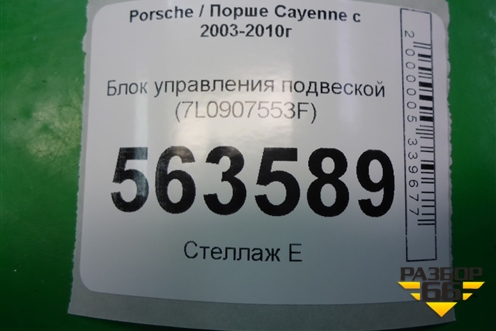 Porsche / Порше Cayenne с
2003-2010г
Блок управления подвеской
(7L0907553F)
563589
Стеллаж Е
2000005339677
РАЗБОР
66